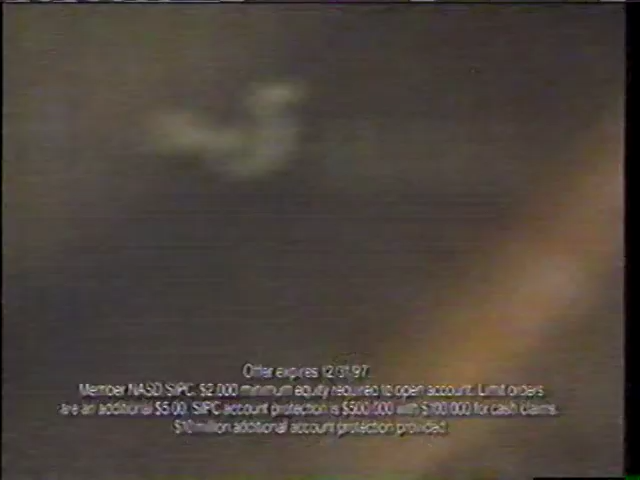 Offer expires 12/31/97.
Member NASD SIPC. $2,000 minimum equity required to open account. Limit orders
are an additional $5.00. SIPC account protection is $500,000 with $100,000 for cash claims.
$10 million additional account protection provided.